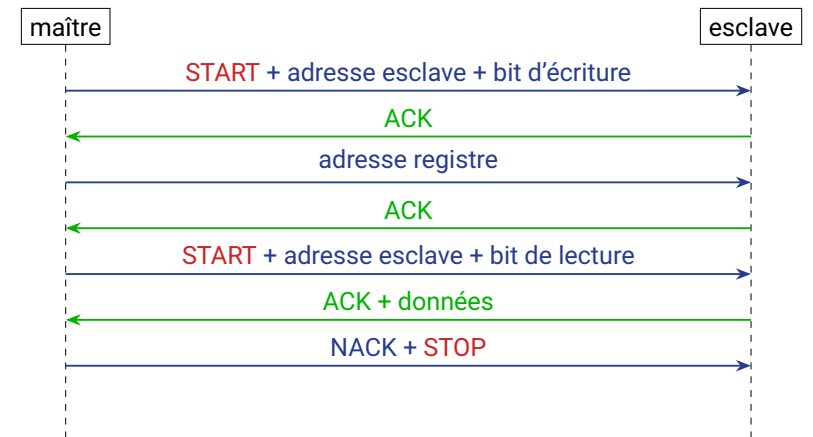 maître
esclave
START + adresse esclave + bit d’écriture
ACK
adresse registre
ACK
START + adresse esclave + bit de lecture
ACK + données
NACK + STOP